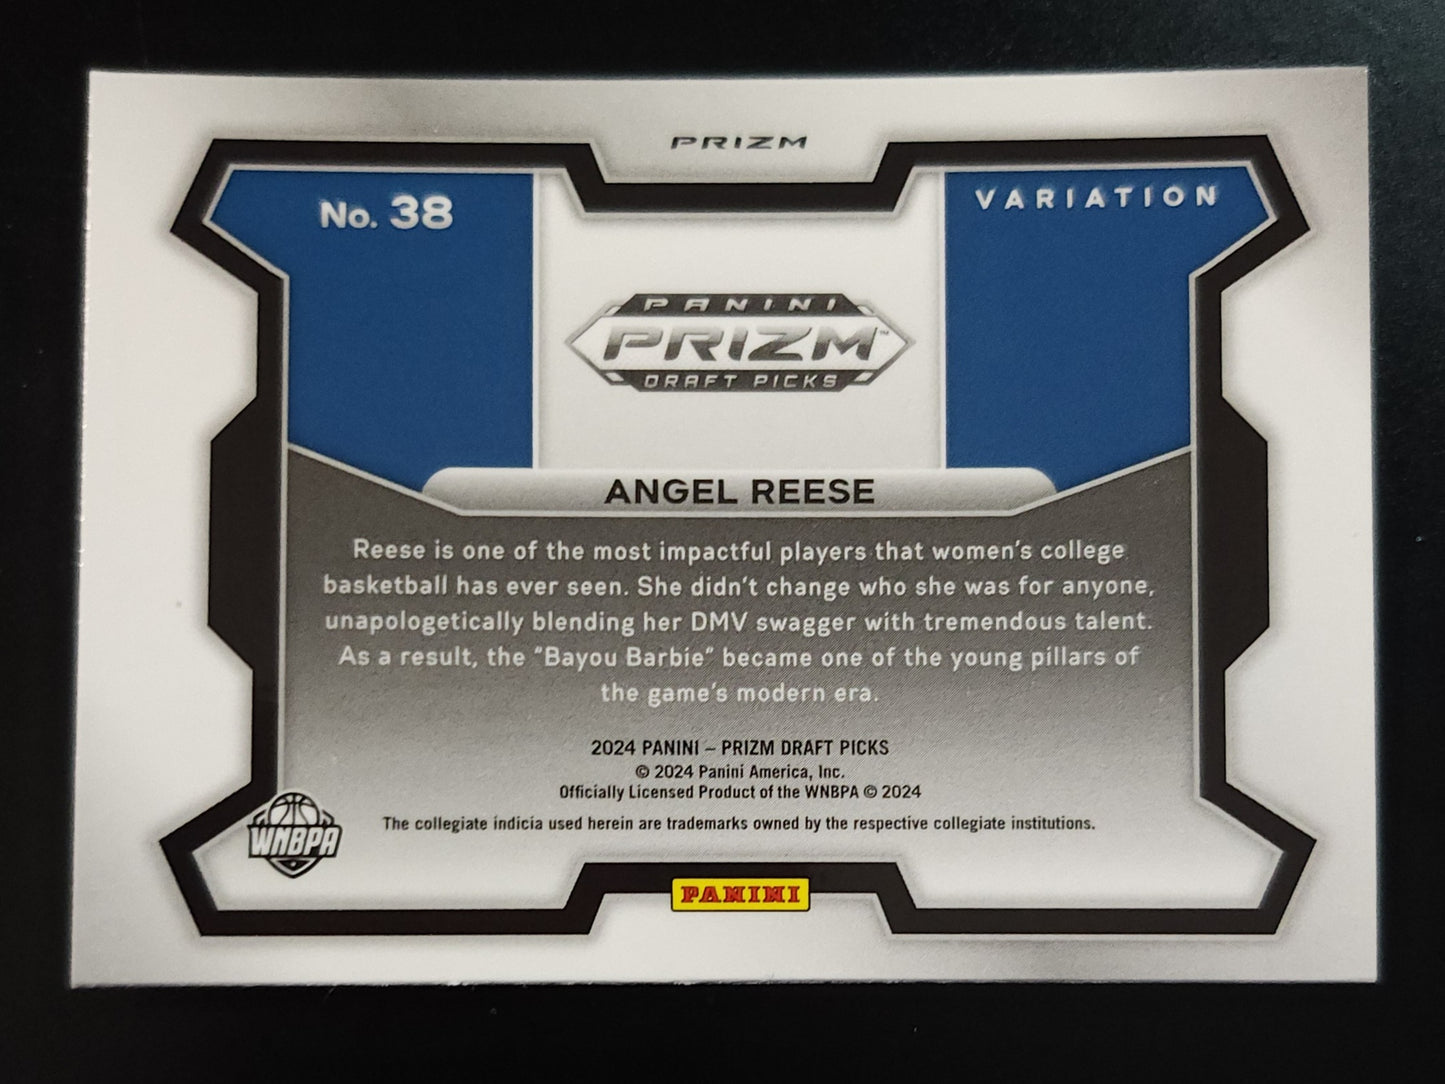 PRIZM
No. 38
VARIATION
PANINI
PRIZM™
DRAFT PICKS
ANGEL REESE
Reese is one of the most impactful players that women's college
basketball has ever seen. She didn't change who she was for anyone,
unapologetically blending her DMV swagger with tremendous talent.
As a result, the "Bayou Barbie" became one of the young pillars of
the game's modern era.
2024 PANINI – PRIZM DRAFT PICKS
© 2024 Panini America, Inc.
Officially Licensed Product of the WNBPA © 2024
The collegiate indicia used herein are trademarks owned by the respective collegiate institutions.
WNBPA
PANINI